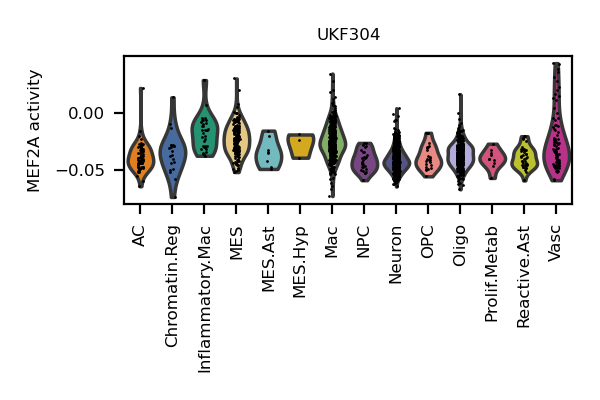 UKF304
MEF2A activity
0.00
−0.05
AC
Chromatin.Reg
Inflammatory.Mac
MES
MES.Ast
MES.Hyp
Mac
NPC
Neuron
OPC
Oligo
Prolif.Metab
Reactive.Ast
Vasc